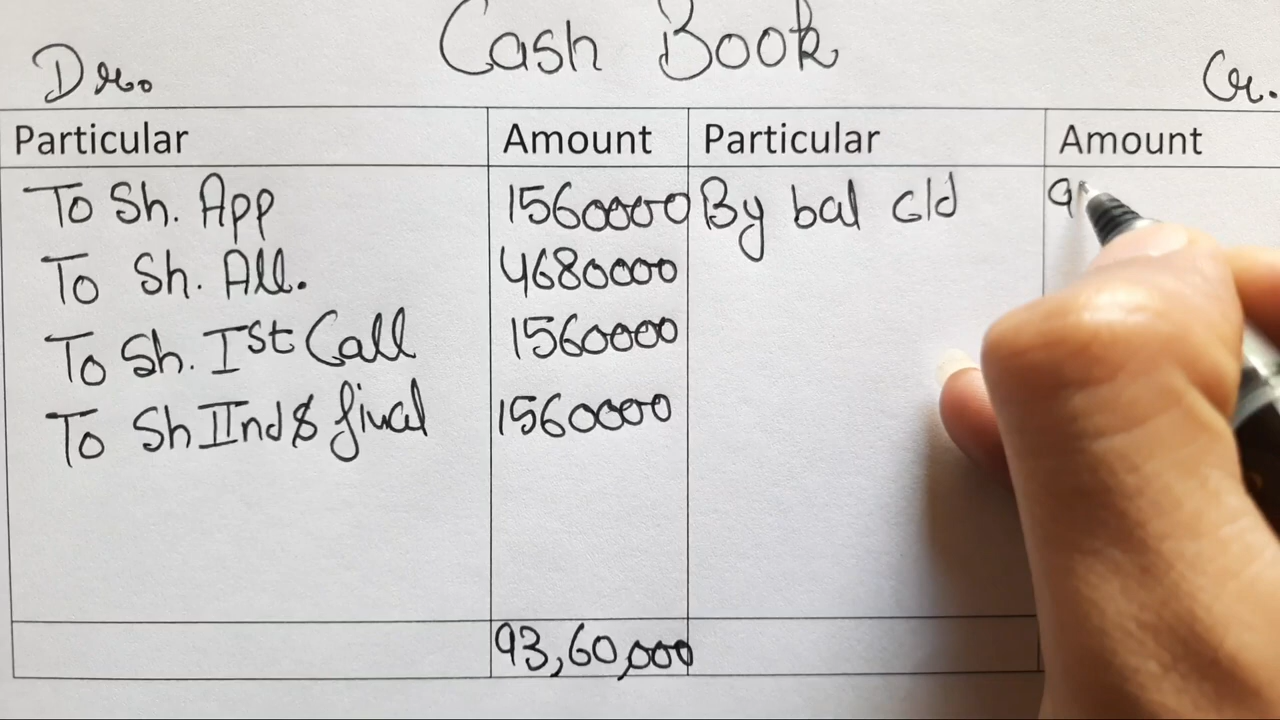 Cash Book
Dr. Cr.
Particular Amount Particular Amount
To Sh. App 1560000 By bal c/d 9
To Sh. All. 4680000
To Sh. Ist Call 1560000
To Sh IInd & final 1560000
93,60,000